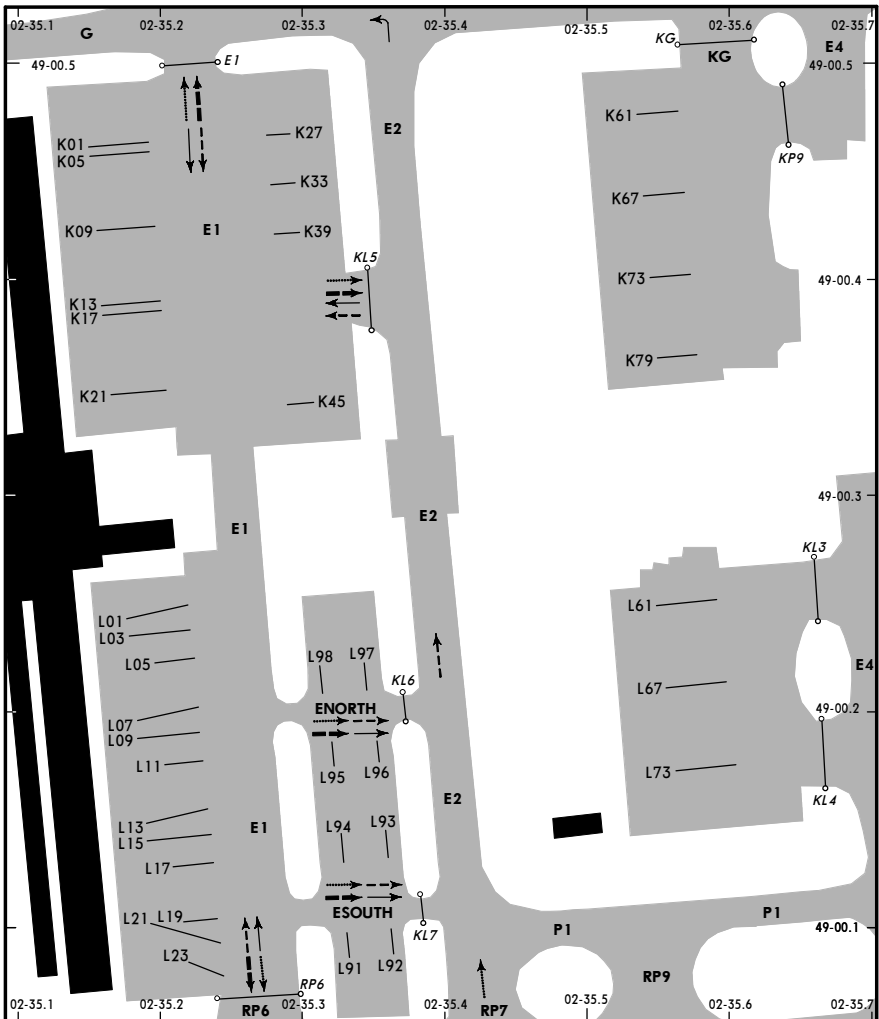 02-35.1 02-35.2 02-35.3 02-35.4 02-35.5 02-35.6 02-35.7
G
KG
E4
E1
KG
49-00.5 49-00.5
K61
E2
K27
K01
K05
KP9
K33
K67
K09
E1
K39
KL5
K73
49-00.4
K13
K17
K79
K21
K45
49-00.3
E1
E2
KL3
L61
L01
L03
L98
L97
L05
E4
KL6
L67
ENORTH
49-00.2
L07
L09
L11
L95
L96
L73
E2
KL4
L13
L94
L93
E1
L15
L17
L21
L19
ESOUTH
P1
49-00.1
P1
KL7
L23
L91
L92
RP9
RP6
02-35.1 02-35.2 02-35.3 02-35.4 02-35.5 02-35.6 02-35.7
RP6
RP7